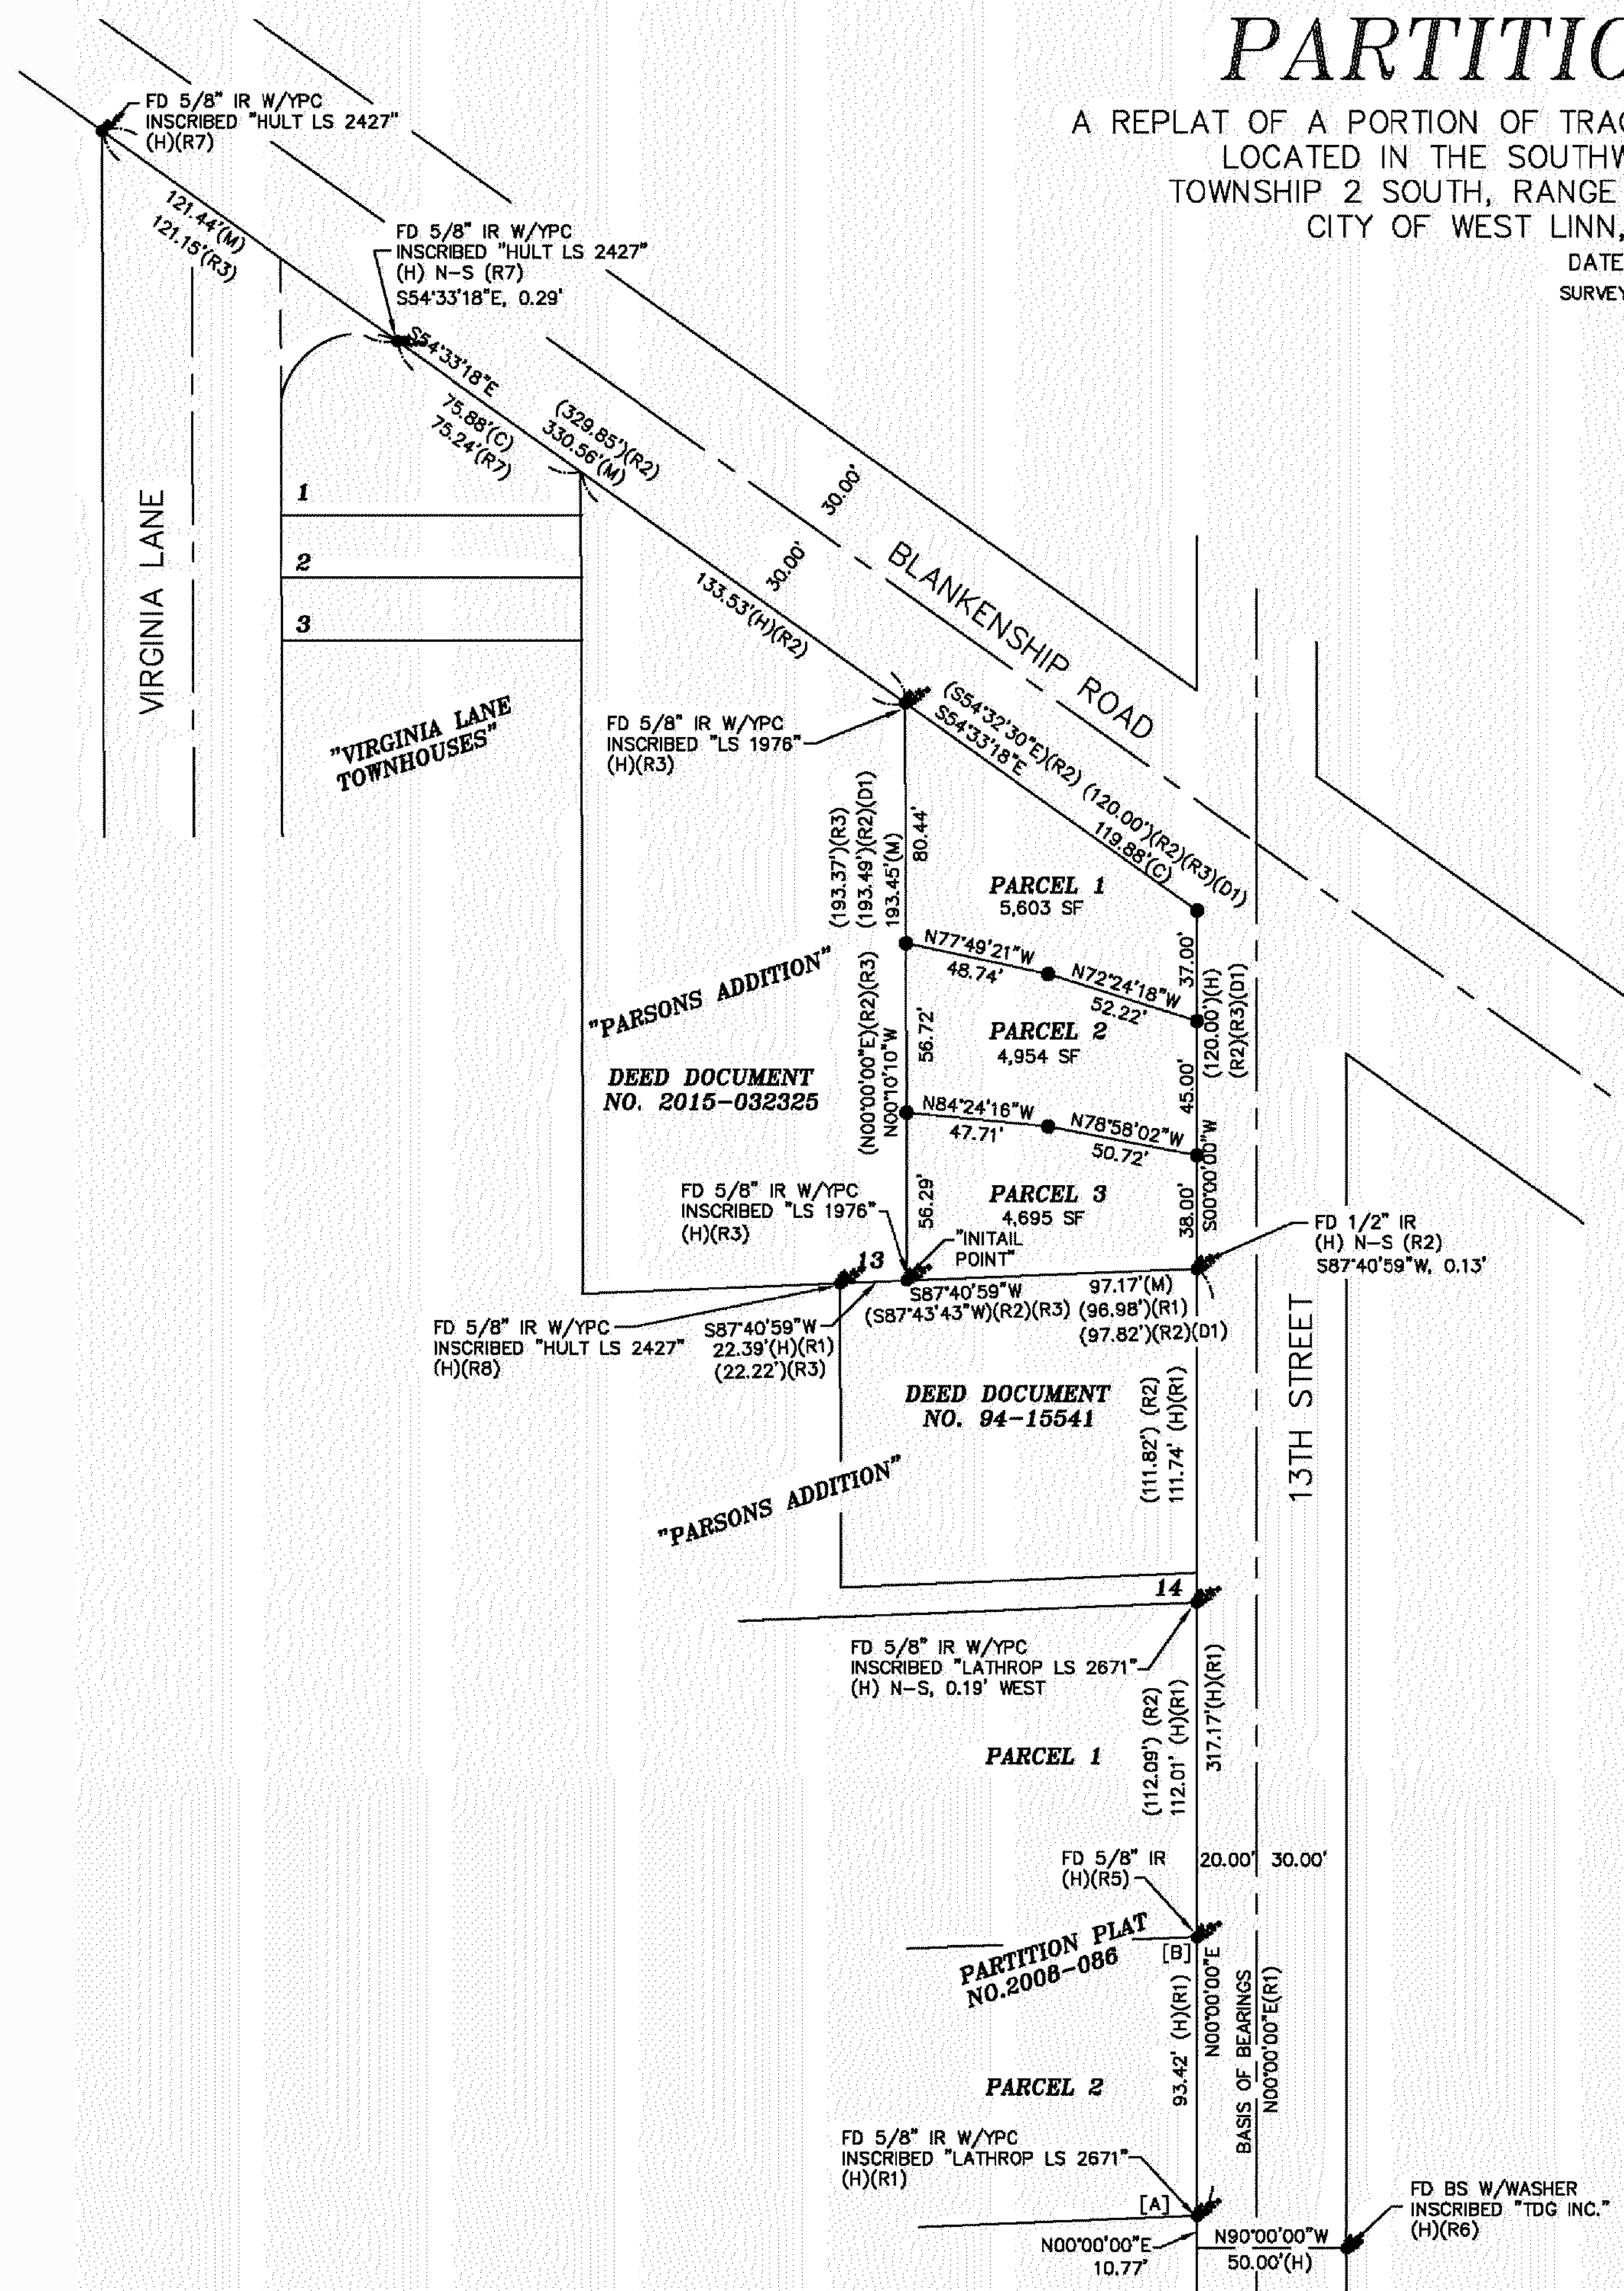 PARTITIO
A REPLAT OF A PORTION OF TRAC
LOCATED IN THE SOUTHW
TOWNSHIP 2 SOUTH, RANGE
CITY OF WEST LINN,
DATE
SURVEY
FD 5/8" IR W/YPC
INSCRIBED "HULT LS 2427"
(H)(R7)
121.44'(M)
121.15'(R3)
FD 5/8" IR W/YPC
INSCRIBED "HULT LS 2427"
(H) N-S (R7)
S54°33'18"E, 0.29'
S54°33'18"E
75.88'(C)
75.24'(R7)
(329.85')(R2)
330.56'(M)
30.00'
30.00'
133.53'(H)(R2)
BLANKENSHIP ROAD
VIRGINIA LANE
1
2
3
"VIRGINIA LANE
TOWNHOUSES"
FD 5/8" IR W/YPC
INSCRIBED "LS 1976"
(H)(R3)
(S54°32'30"E)(R2) (120.00')(R2)(R3)(D1)
S54°33'18"E
119.88'(C)
(193.37')(R3)
(193.49')(R2)(D1)
193.45'(M)
80.44'
PARCEL 1
5,603 SF
37.00'
N77°49'21"W
48.74'
N72°24'18"W
52.22'
(120.00')(H)
(R2)(R3)(D1)
"PARSONS ADDITION"
(N00°00'00"E)(R2)(R3)
N00°10'10"W
56.72'
PARCEL 2
4,954 SF
45.00'
DEED DOCUMENT
NO. 2015-032325
N84°24'16"W
47.71'
N78°58'02"W
50.72'
S00°00'00"W
FD 5/8" IR W/YPC
INSCRIBED "LS 1976"
(H)(R3)
56.29'
PARCEL 3
4,695 SF
38.00'
"INITAIL
POINT"
FD 1/2" IR
(H) N-S (R2)
S87°40'59"W, 0.13'
13
S87°40'59"W
97.17'(M)
(S87°43'43"W)(R2)(R3) (96.98')(R1)
(97.82')(R2)(D1)
FD 5/8" IR W/YPC
INSCRIBED "HULT LS 2427"
(H)(R8)
S87°40'59"W
22.39'(H)(R1)
(22.22')(R3)
13TH STREET
DEED DOCUMENT
NO. 94-15541
(111.82') (R2)
111.74' (H)(R1)
"PARSONS ADDITION"
14
FD 5/8" IR W/YPC
INSCRIBED "LATHROP LS 2671"
(H) N-S, 0.19' WEST
317.17'(H)(R1)
(112.09') (R2)
112.01' (H)(R1)
PARCEL 1
FD 5/8" IR
(H)(R5)
20.00'
30.00'
PARTITION PLAT
NO.2008-086
[B]
93.42' (H)(R1)
N00°00'00"E
BASIS OF BEARINGS
N00°00'00"E(R1)
PARCEL 2
FD 5/8" IR W/YPC
INSCRIBED "LATHROP LS 2671"
(H)(R1)
[A]
FD BS W/WASHER
INSCRIBED "TDG INC."
(H)(R6)
N00°00'00"E
10.77'
N90°00'00"W
50.00'(H)